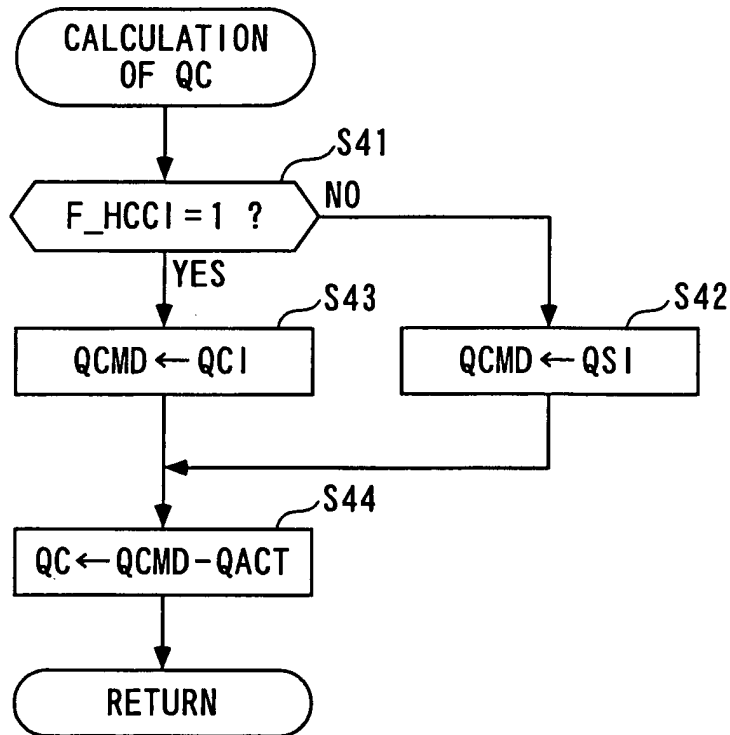 CALCULATION
OF QC
S41
F_HCCI=1 ?
NO
YES
S43
S42
QCMD←QCI
QCMD←QSI
S44
QC←QCMD-QACT
RETURN